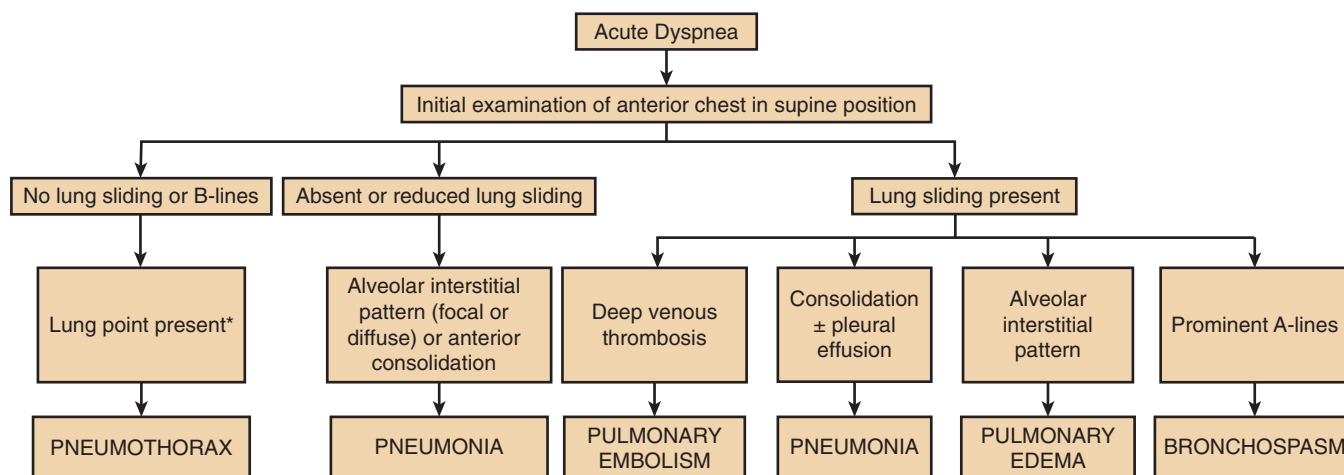 Acute Dyspnea
Initial examination of anterior chest in supine position
No lung sliding or B-lines
Absent or reduced lung sliding
Lung sliding present
Lung point present*
Alveolar interstitial
pattern (focal or
diffuse) or anterior
consolidation
Deep venous
thrombosis
Consolidation
± pleural
effusion
Alveolar
interstitial
pattern
Prominent A-lines
PNEUMOTHORAX
PNEUMONIA
PULMONARY
EMBOLISM
PNEUMONIA
PULMONARY
EDEMA
BRONCHOSPASM